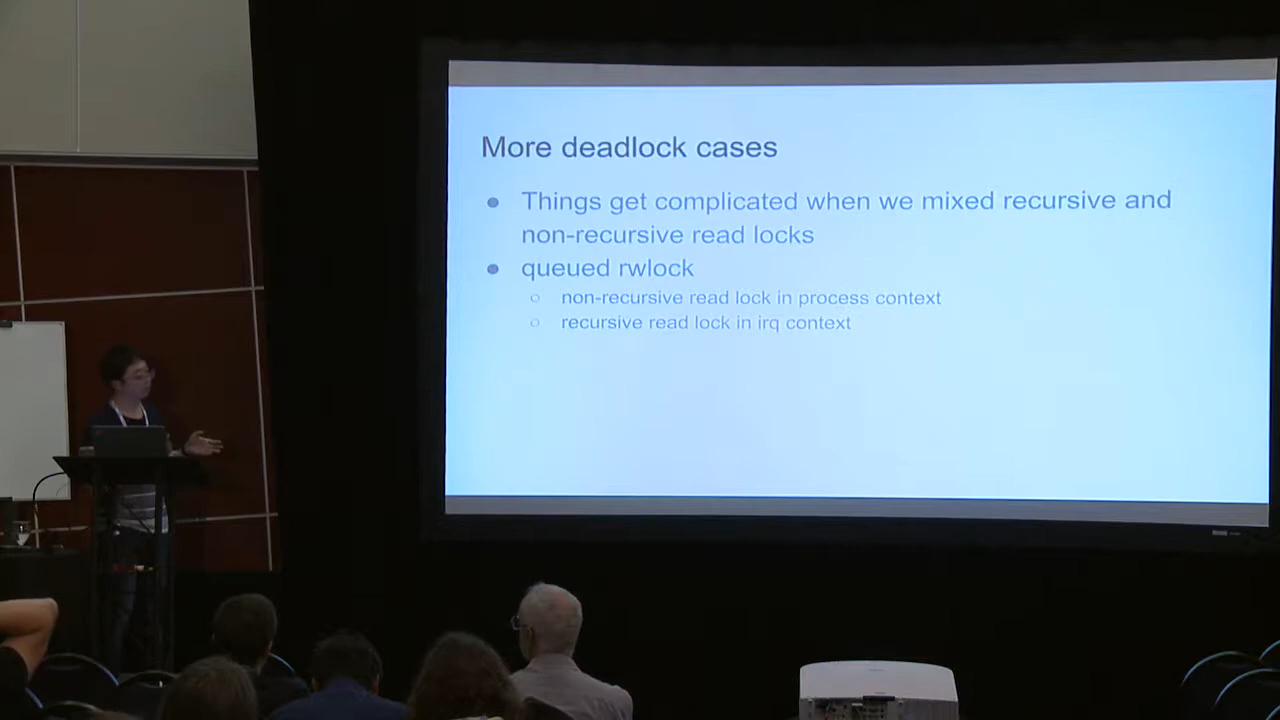 More deadlock cases
● Things get complicated when we mixed recursive and
non-recursive read locks
● queued rwlock
○ non-recursive read lock in process context
○ recursive read lock in irq context